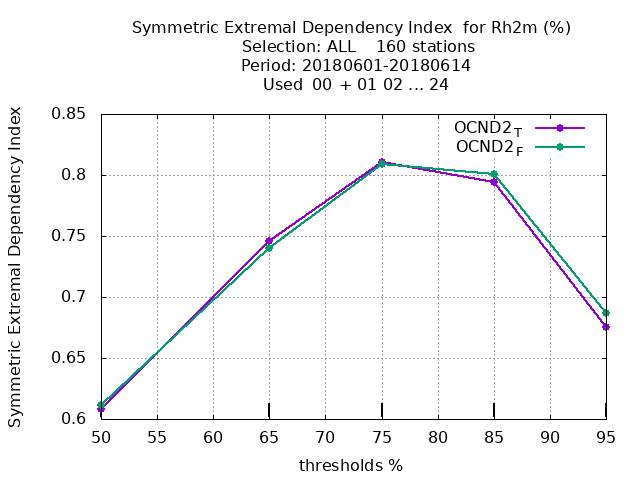 Symmetric Extremal Dependency Index  for Rh2m (%)
Selection: ALL    160 stations
Period: 20180601-20180614
Used  00 + 01 02 ... 24
Symmetric Extremal Dependency Index
0.85
0.8
0.75
0.7
0.65
0.6
OCND2T
OCND2F
50 55 60 65 70 75 80 85 90 95
thresholds %